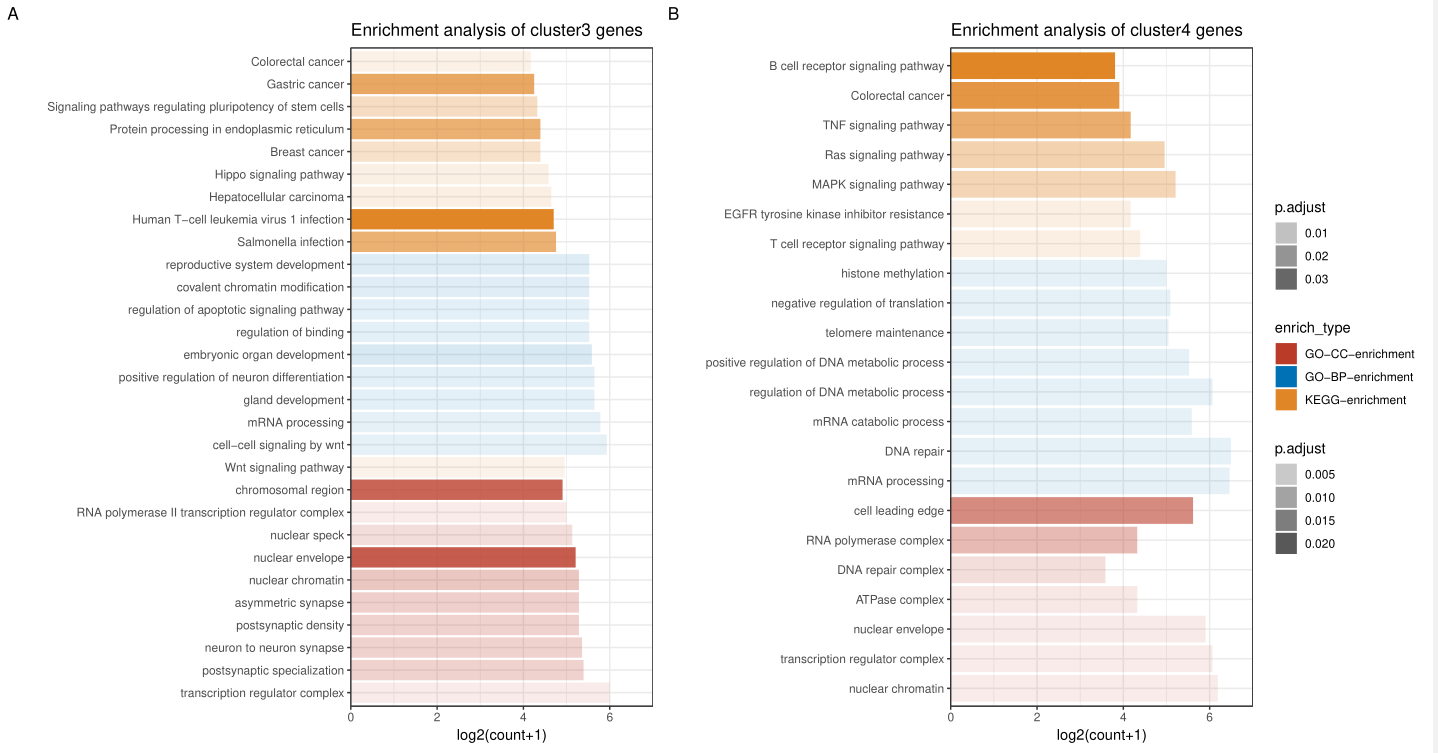 A
Enrichment analysis of cluster3 genes
Colorectal cancer
Gastric cancer
Signaling pathways regulating pluripotency of stem cells
Protein processing in endoplasmic reticulum
Breast cancer
Hippo signaling pathway
Hepatocellular carcinoma
Human T−cell leukemia virus 1 infection
Salmonella infection
reproductive system development
covalent chromatin modification
regulation of apoptotic signaling pathway
regulation of binding
embryonic organ development
positive regulation of neuron differentiation
gland development
mRNA processing
cell−cell signaling by wnt
Wnt signaling pathway
chromosomal region
RNA polymerase II transcription regulator complex
nuclear speck
nuclear envelope
nuclear chromatin
asymmetric synapse
postsynaptic density
neuron to neuron synapse
postsynaptic specialization
transcription regulator complex
0 2 4 6
log2(count+1)
B
Enrichment analysis of cluster4 genes
B cell receptor signaling pathway
Colorectal cancer
TNF signaling pathway
Ras signaling pathway
MAPK signaling pathway
EGFR tyrosine kinase inhibitor resistance
T cell receptor signaling pathway
histone methylation
negative regulation of translation
telomere maintenance
positive regulation of DNA metabolic process
regulation of DNA metabolic process
mRNA catabolic process
DNA repair
mRNA processing
cell leading edge
RNA polymerase complex
DNA repair complex
ATPase complex
nuclear envelope
transcription regulator complex
nuclear chromatin
0 2 4 6
log2(count+1)
p.adjust
0.01
0.02
0.03
enrich_type
GO−CC−enrichment
GO−BP−enrichment
KEGG−enrichment
p.adjust
0.005
0.010
0.015
0.020